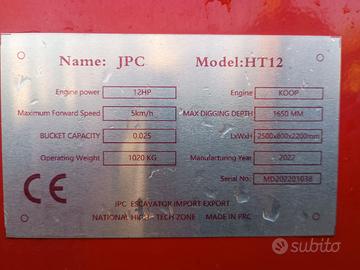 Name: JPC Model:HT12
Engine power 12HP Engine KOOP
Maximum Forward Speed 5km/h MAX DIGGING DEPTH 1650 MM
BUCKET CAPACITY 0.025 LxWxH 2500x800x2200mm
Operating Weight 1020 KG Manufacturing Year 2022
Serial No: MD202201038
CE
JPC ESCAVATOR IMPORT EXPORT
NATIONAL HIGH - TECH ZONE MADE IN PRC
subito